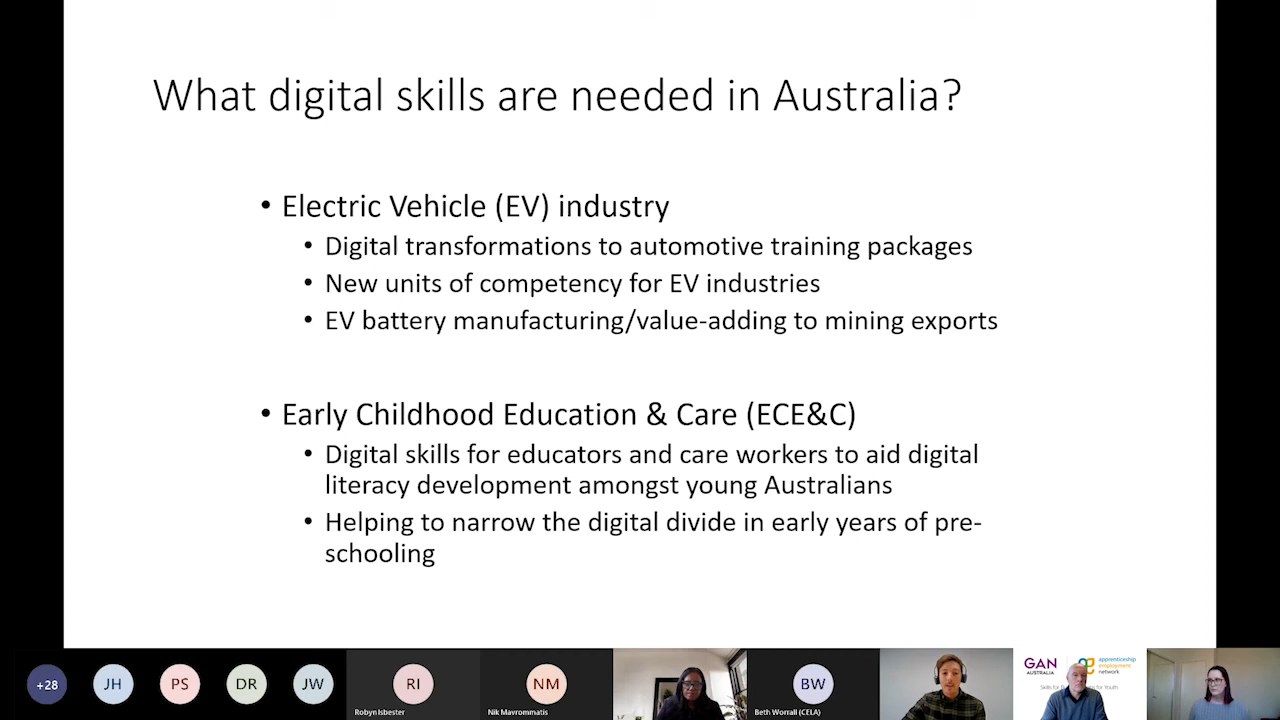 What digital skills are needed in Australia?
• Electric Vehicle (EV) industry
• Digital transformations to automotive training packages
• New units of competency for EV industries
• EV battery manufacturing/value-adding to mining exports
• Early Childhood Education & Care (ECE&C)
• Digital skills for educators and care workers to aid digital
literacy development amongst young Australians
• Helping to narrow the digital divide in early years of pre-
schooling
+28
JH
PS
DR
JW
RI
Robyn Isbester
NM
Nik Mavrommatis
BW
Beth Worrall (CELA)
GAN
AUSTRALIA
apprenticeship
employment
network
Skills for
for Youth